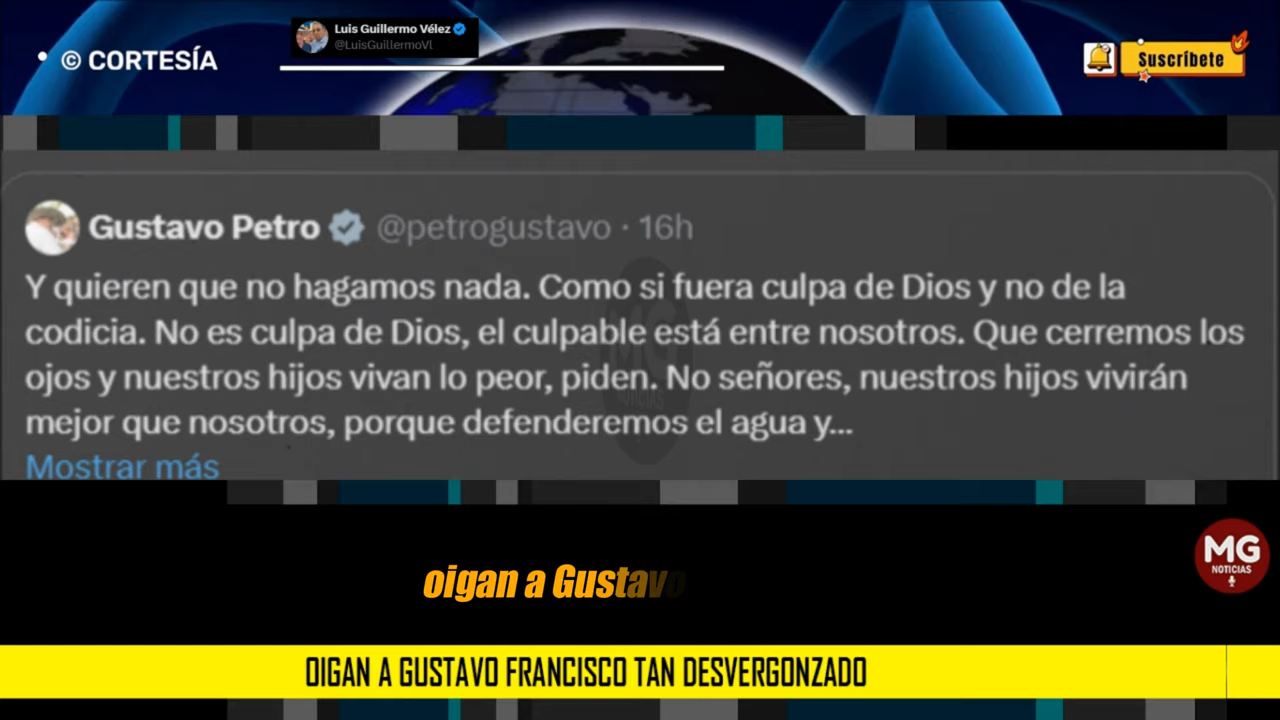 Luis Guillermo Vélez
@LuisGuillermoVl
© CORTESÍA
Suscríbete
Gustavo Petro @petrogustavo · 16h
Y quieren que no hagamos nada. Como si fuera culpa de Dios y no de la
codicia. No es culpa de Dios, el culpable está entre nosotros. Que cerremos los
ojos y nuestros hijos vivan lo peor, piden. No señores, nuestros hijos vivirán
mejor que nosotros, porque defenderemos el agua y...
Mostrar más
MG
NOTICIAS
oigan a Gustavo
MG
NOTICIAS
OIGAN A GUSTAVO FRANCISCO TAN DESVERGONZADO